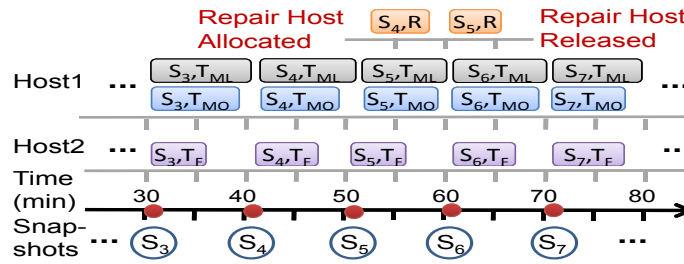 Repair Host Allocated
S4,R S5,R
Repair Host Released
Host1
... S3,TML S4,TML S5,TML S6,TML S7,TML ...
S3,TMO S4,TMO S5,TMO S6,TMO S7,TMO
Host2 ... S3,TF S4,TF S5,TF S6,TF S7,TF ...
Time (min) 30 40 50 60 70 80
Snap-shots ... S3 S4 S5 S6 S7 ...